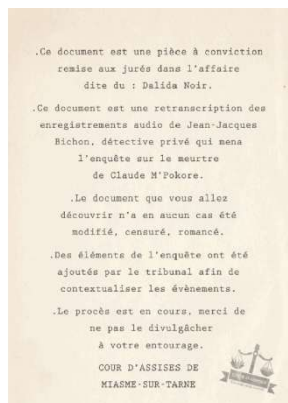 .Ce document est une pièce à conviction
remise aux jurés dans l'affaire
dite du : Dalida Noir.
.Ce document est une retranscription des
enregistrements audio de Jean-Jacques
Bichon, détective privé qui mena
l'enquête sur le meurtre
de Claude M'Pokore.
.Le document que vous allez
découvrir n'a en aucun cas été
modifié, censuré, romancé.
.Des éléments de l'enquête ont été
ajoutés par le tribunal afin de
contextualiser les évènements.
.Le procès est en cours, merci de
ne pas le divulgâcher
à votre entourage.
COUR D'ASSISES DE
MIASME-SUR-TARNE